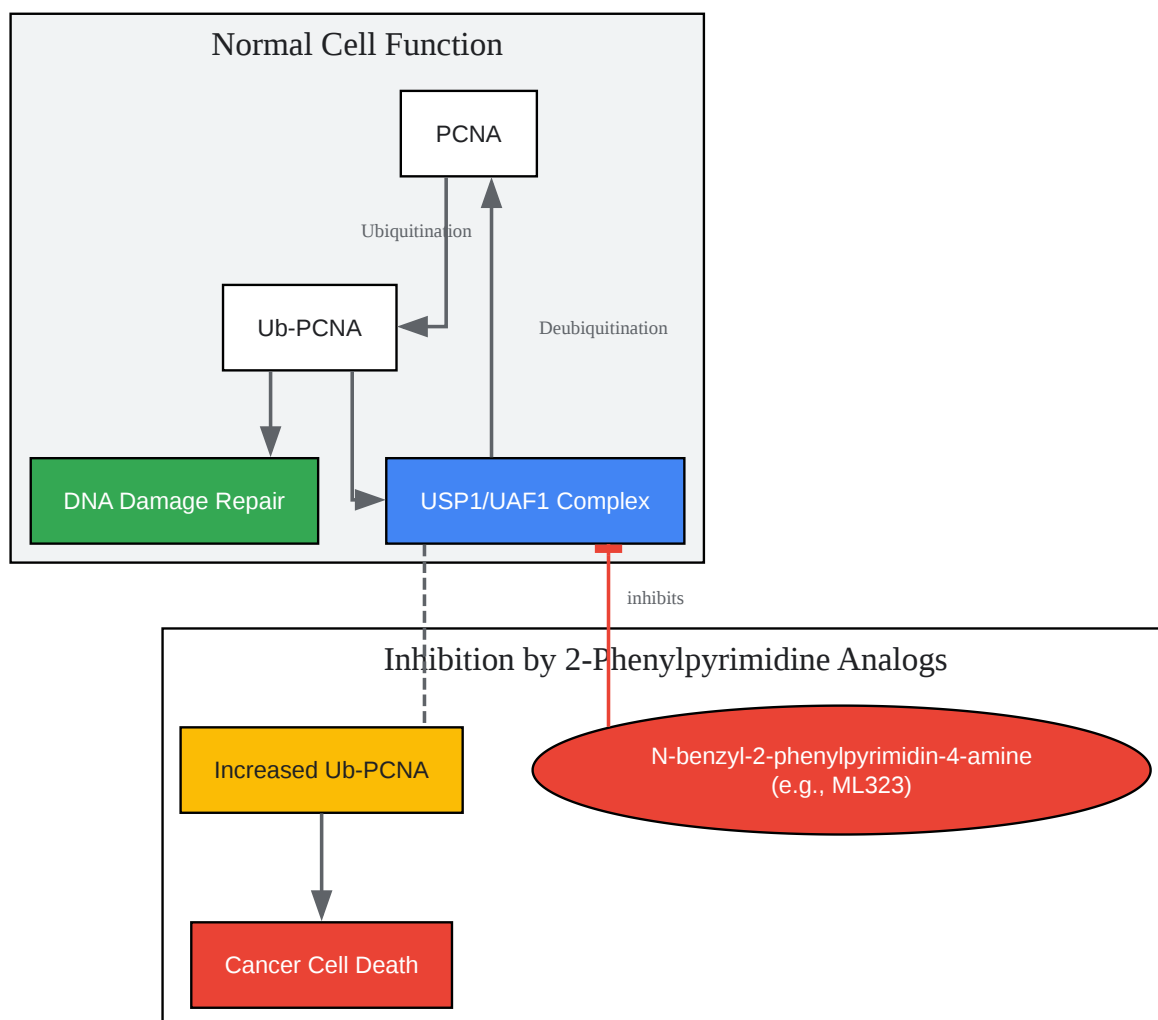 Normal Cell Function
PCNA
Ubiquitination
Ub-PCNA
Deubiquitination
DNA Damage Repair
USP1/UAF1 Complex
inhibits
Inhibition by 2-Phenylpyrimidine Analogs
Increased Ub-PCNA
N-benzyl-2-phenylpyrimidin-4-amine
(e.g., ML323)
Cancer Cell Death